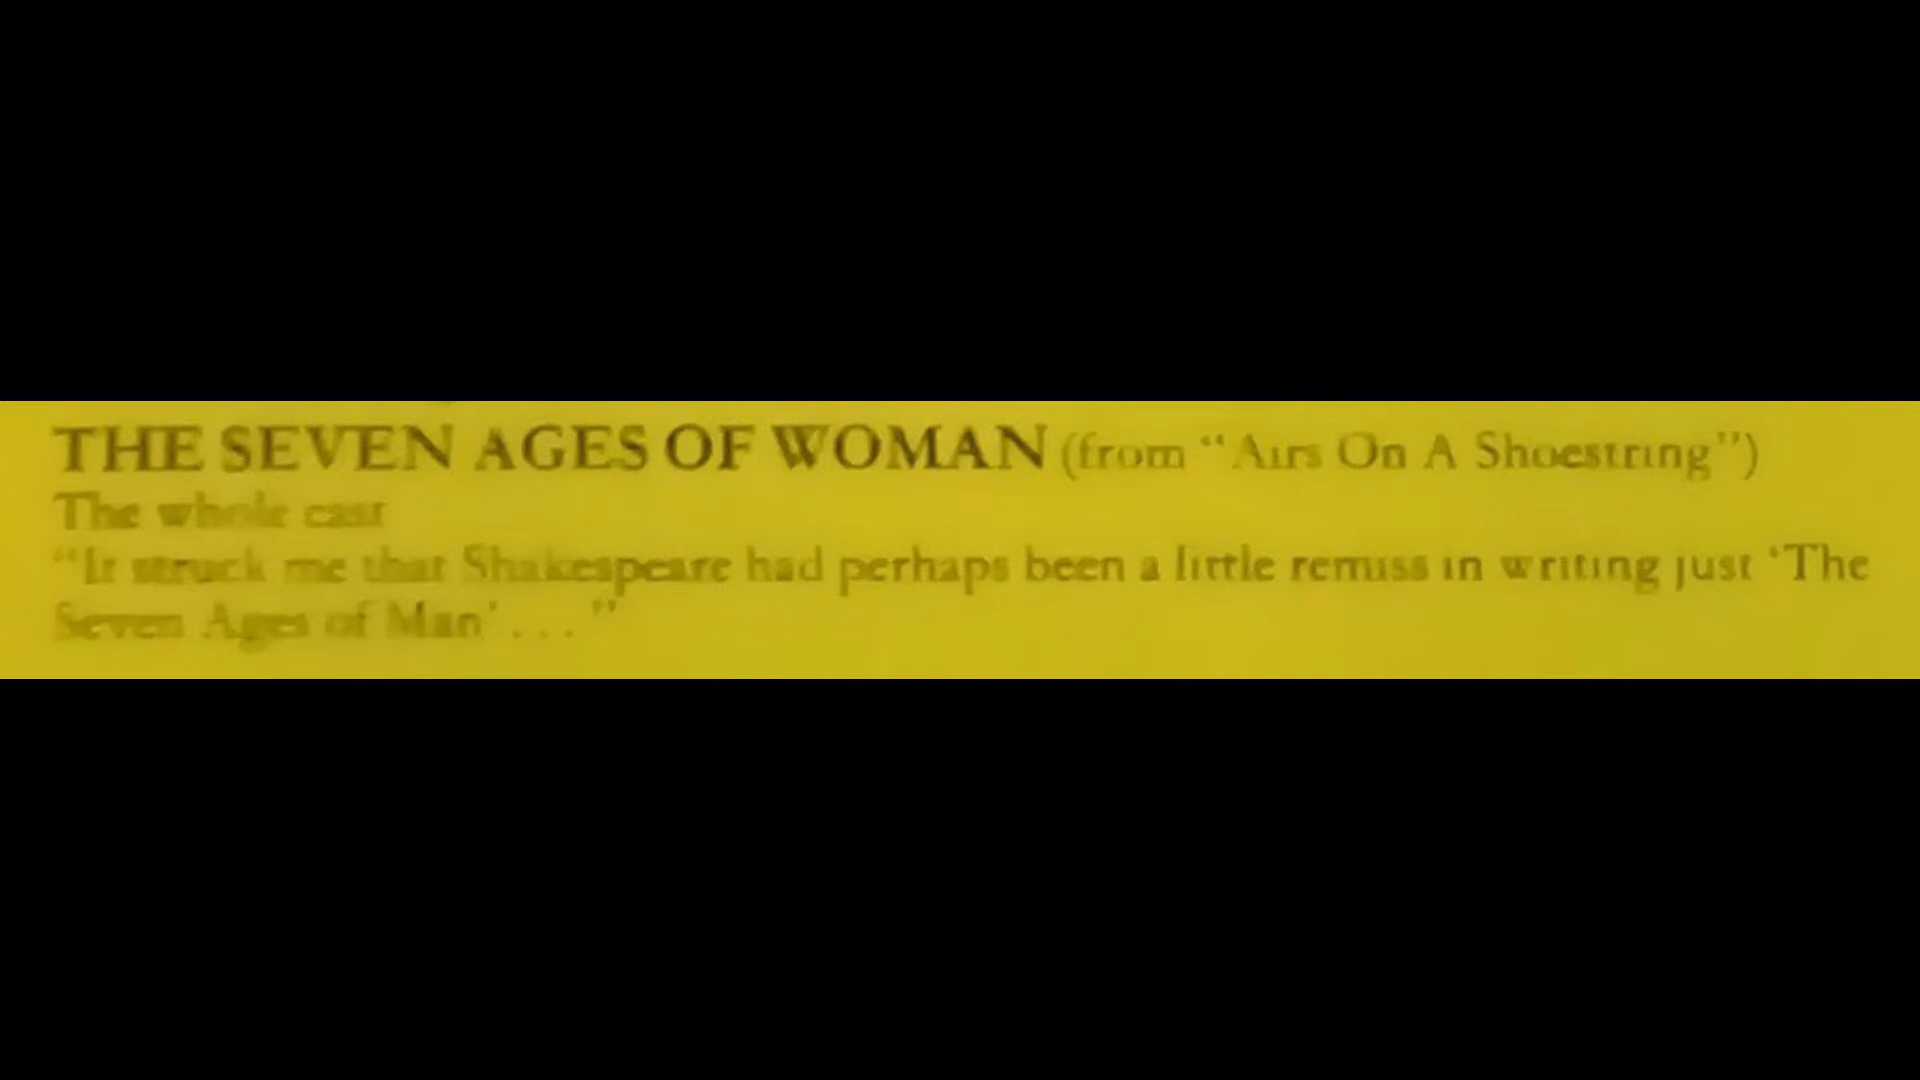 THE SEVEN AGES OF WOMAN (from “Airs On A Shoestring”)
The whole cast
“It struck me that Shakespeare had perhaps been a little remiss in writing just ‘The
Seven Ages of Man’ . . . ”